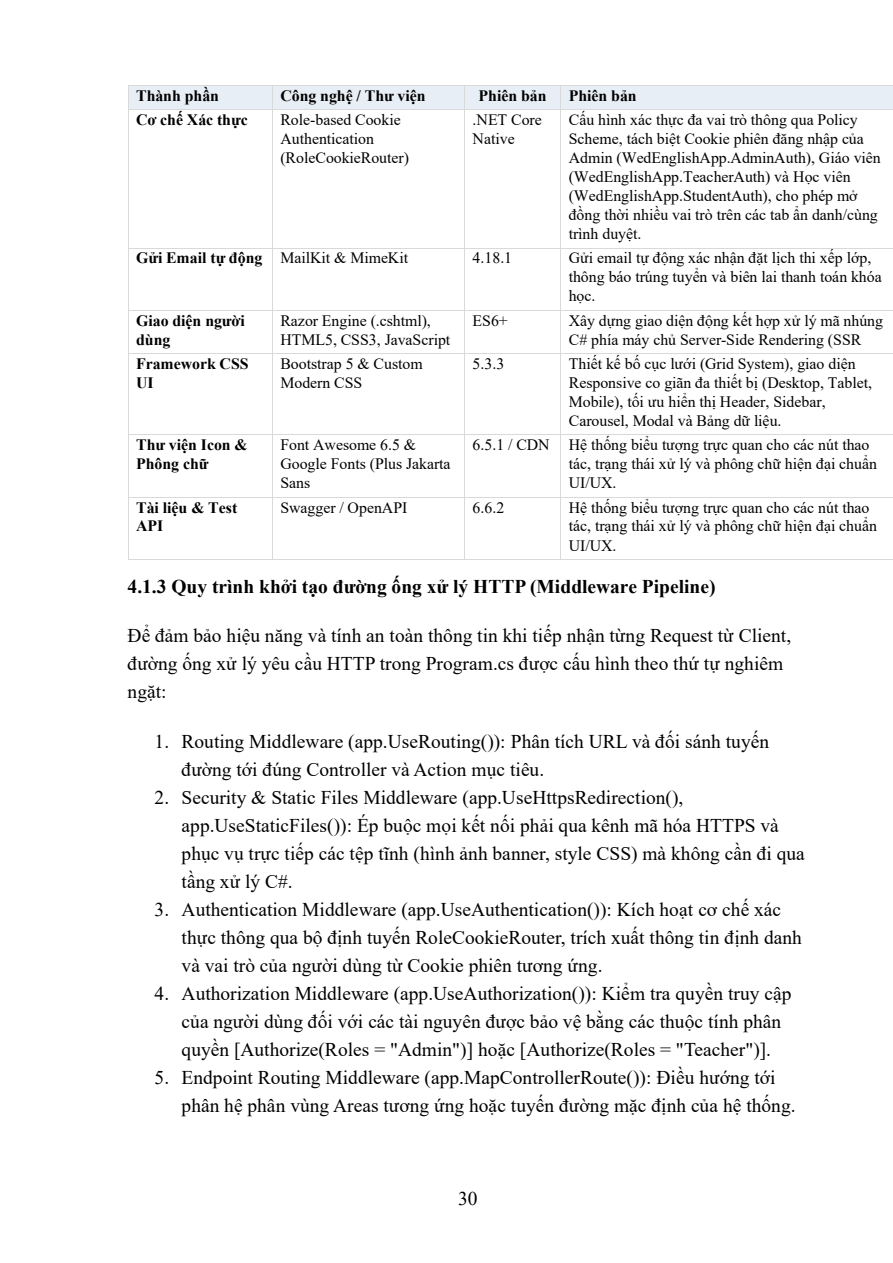 Thành phần Công nghệ / Thư viện Phiên bản Phiên bản
Cơ chế Xác thực Role-based Cookie .NET Core Cấu hình xác thực đa vai trò thông qua Policy
Authentication Native Scheme, tách biệt Cookie phiên đăng nhập của
(RoleCookieRouter) Admin (WedEnglishApp.AdminAuth), Giáo viên
(WedEnglishApp.TeacherAuth) và Học viên
(WedEnglishApp.StudentAuth), cho phép mở
đồng thời nhiều vai trò trên các tab ẩn danh/cùng
trình duyệt.
Gửi Email tự động MailKit & MimeKit 4.18.1 Gửi email tự động xác nhận đặt lịch thi xếp lớp,
thông báo trúng tuyển và biên lai thanh toán khóa
học.
Giao diện người Razor Engine (.cshtml), ES6+ Xây dựng giao diện động kết hợp xử lý mã nhúng
dùng HTML5, CSS3, JavaScript C# phía máy chủ Server-Side Rendering (SSR
Framework CSS Bootstrap 5 & Custom 5.3.3 Thiết kế bố cục lưới (Grid System), giao diện
UI Modern CSS Responsive co giãn đa thiết bị (Desktop, Tablet,
Mobile), tối ưu hiển thị Header, Sidebar,
Carousel, Modal và Bảng dữ liệu.
Thư viện Icon & Font Awesome 6.5 & 6.5.1 / CDN Hệ thống biểu tượng trực quan cho các nút thao
Phông chữ Google Fonts (Plus Jakarta tác, trạng thái xử lý và phông chữ hiện đại chuẩn
Sans UI/UX.
Tài liệu & Test Swagger / OpenAPI 6.6.2 Hệ thống biểu tượng trực quan cho các nút thao
API tác, trạng thái xử lý và phông chữ hiện đại chuẩn
UI/UX.
4.1.3 Quy trình khởi tạo đường ống xử lý HTTP (Middleware Pipeline)
Để đảm bảo hiệu năng và tính an toàn thông tin khi tiếp nhận từng Request từ Client,
đường ống xử lý yêu cầu HTTP trong Program.cs được cấu hình theo thứ tự nghiêm
ngặt:
1. Routing Middleware (app.UseRouting()): Phân tích URL và đối sánh tuyến
đường tới đúng Controller và Action mục tiêu.
2. Security & Static Files Middleware (app.UseHttpsRedirection(),
app.UseStaticFiles()): Ép buộc mọi kết nối phải qua kênh mã hóa HTTPS và
phục vụ trực tiếp các tệp tĩnh (hình ảnh banner, style CSS) mà không cần đi qua
tầng xử lý C#.
3. Authentication Middleware (app.UseAuthentication()): Kích hoạt cơ chế xác
thực thông qua bộ định tuyến RoleCookieRouter, trích xuất thông tin định danh
và vai trò của người dùng từ Cookie phiên tương ứng.
4. Authorization Middleware (app.UseAuthorization()): Kiểm tra quyền truy cập
của người dùng đối với các tài nguyên được bảo vệ bằng các thuộc tính phân
quyền [Authorize(Roles = "Admin")] hoặc [Authorize(Roles = "Teacher")].
5. Endpoint Routing Middleware (app.MapControllerRoute()): Điều hướng tới
phân hệ phân vùng Areas tương ứng hoặc tuyến đường mặc định của hệ thống.
30